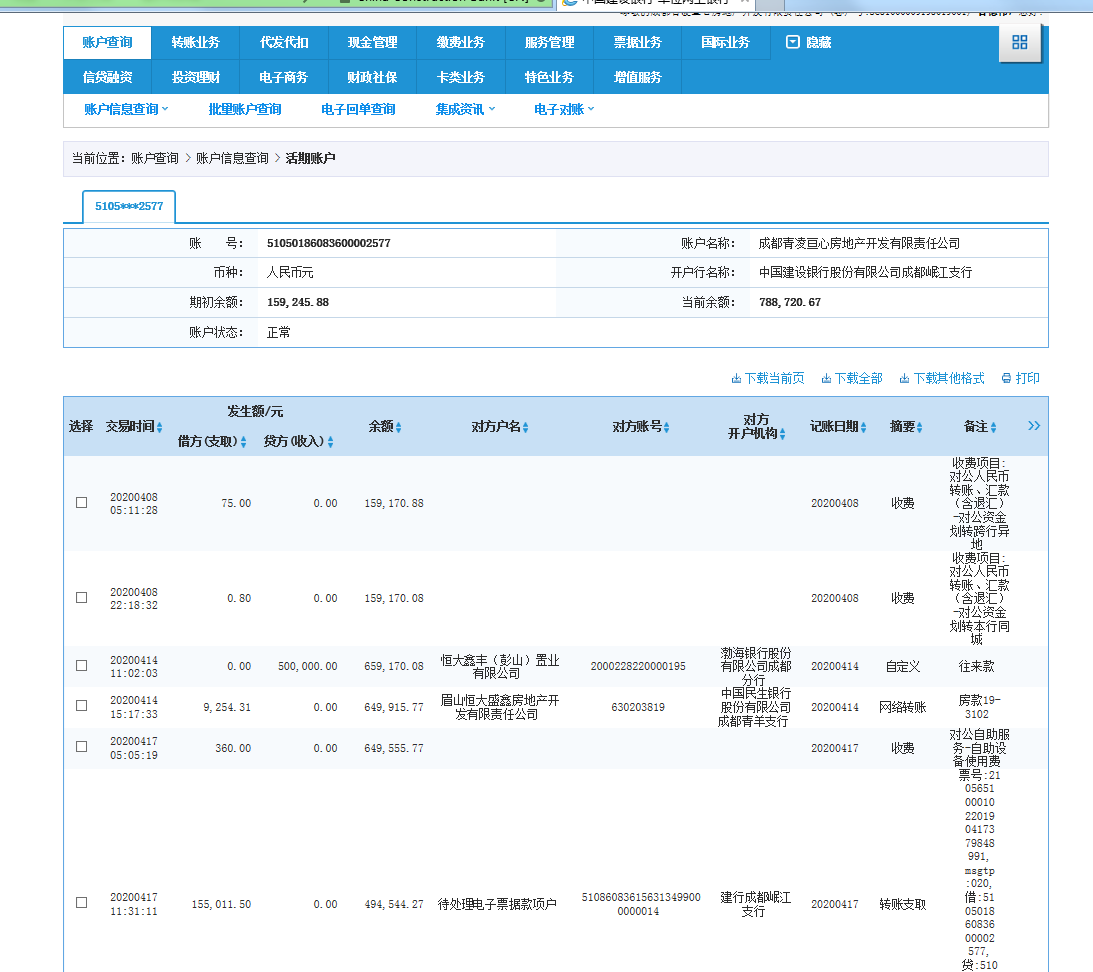 账户查询 转账业务 代发代扣 现金管理 缴费业务 服务管理 票据业务 国际业务 隐藏
信贷融资 投资理财 电子商务 财政社保 卡类业务 特色业务 增值服务
账户信息查询 批量账户查询 电子回单查询 集成资讯 电子对账
当前位置: 账户查询 > 账户信息查询 > 活期账户
5105***2577
账 号: 51050186083600002577 账户名称: 成都青凌亘心房地产开发有限责任公司
币种: 人民币元 开户行名称: 中国建设银行股份有限公司成都岷江支行
期初余额: 159,245.88 当前余额: 788,720.67
账户状态: 正常
下载当前页 下载全部 下载其他格式 打印
选择 交易时间 发生额/元 余额 对方户名 对方账号 对方 记账日期 摘要 备注 >>
借方(支取) 贷方(收入) 开户机构
收费项目:
对公人民币
转账、汇款
20200408 75.00 0.00 159,170.88 20200408 收费 (含退汇)
05:11:28 -对公资金
划转跨行异
地
收费项目:
对公人民币
转账、汇款
20200408 0.80 0.00 159,170.08 20200408 收费 (含退汇)
22:18:32 -对公资金
划转本行同
城
渤海银行股份
20200414 0.00 500,000.00 659,170.08 恒大鑫丰（彭山）置业 2000228220000195 有限公司成都 20200414 自定义 往来款
11:02:03 有限公司 分行
中国民生银行
20200414 9,254.31 0.00 649,915.77 眉山恒大盛鑫房地产开 630203819 股份有限公司 20200414 网络转账 房款19-
15:17:33 发有限责任公司 成都青羊支行 3102
对公自助服
20200417 360.00 0.00 649,555.77 20200417 收费 务-自助设
05:05:19 备使用费
票号:21
05651
00010
22019
04173
79848
991,
msgtp
:020,
20200417 155,011.50 0.00 494,544.27 待处理电子票据款项户 51086083615631349900 建行成都岷江 20200417 转账支取 借:51
11:31:11 0000014 支行 05018
60836
00002
577,
贷:510